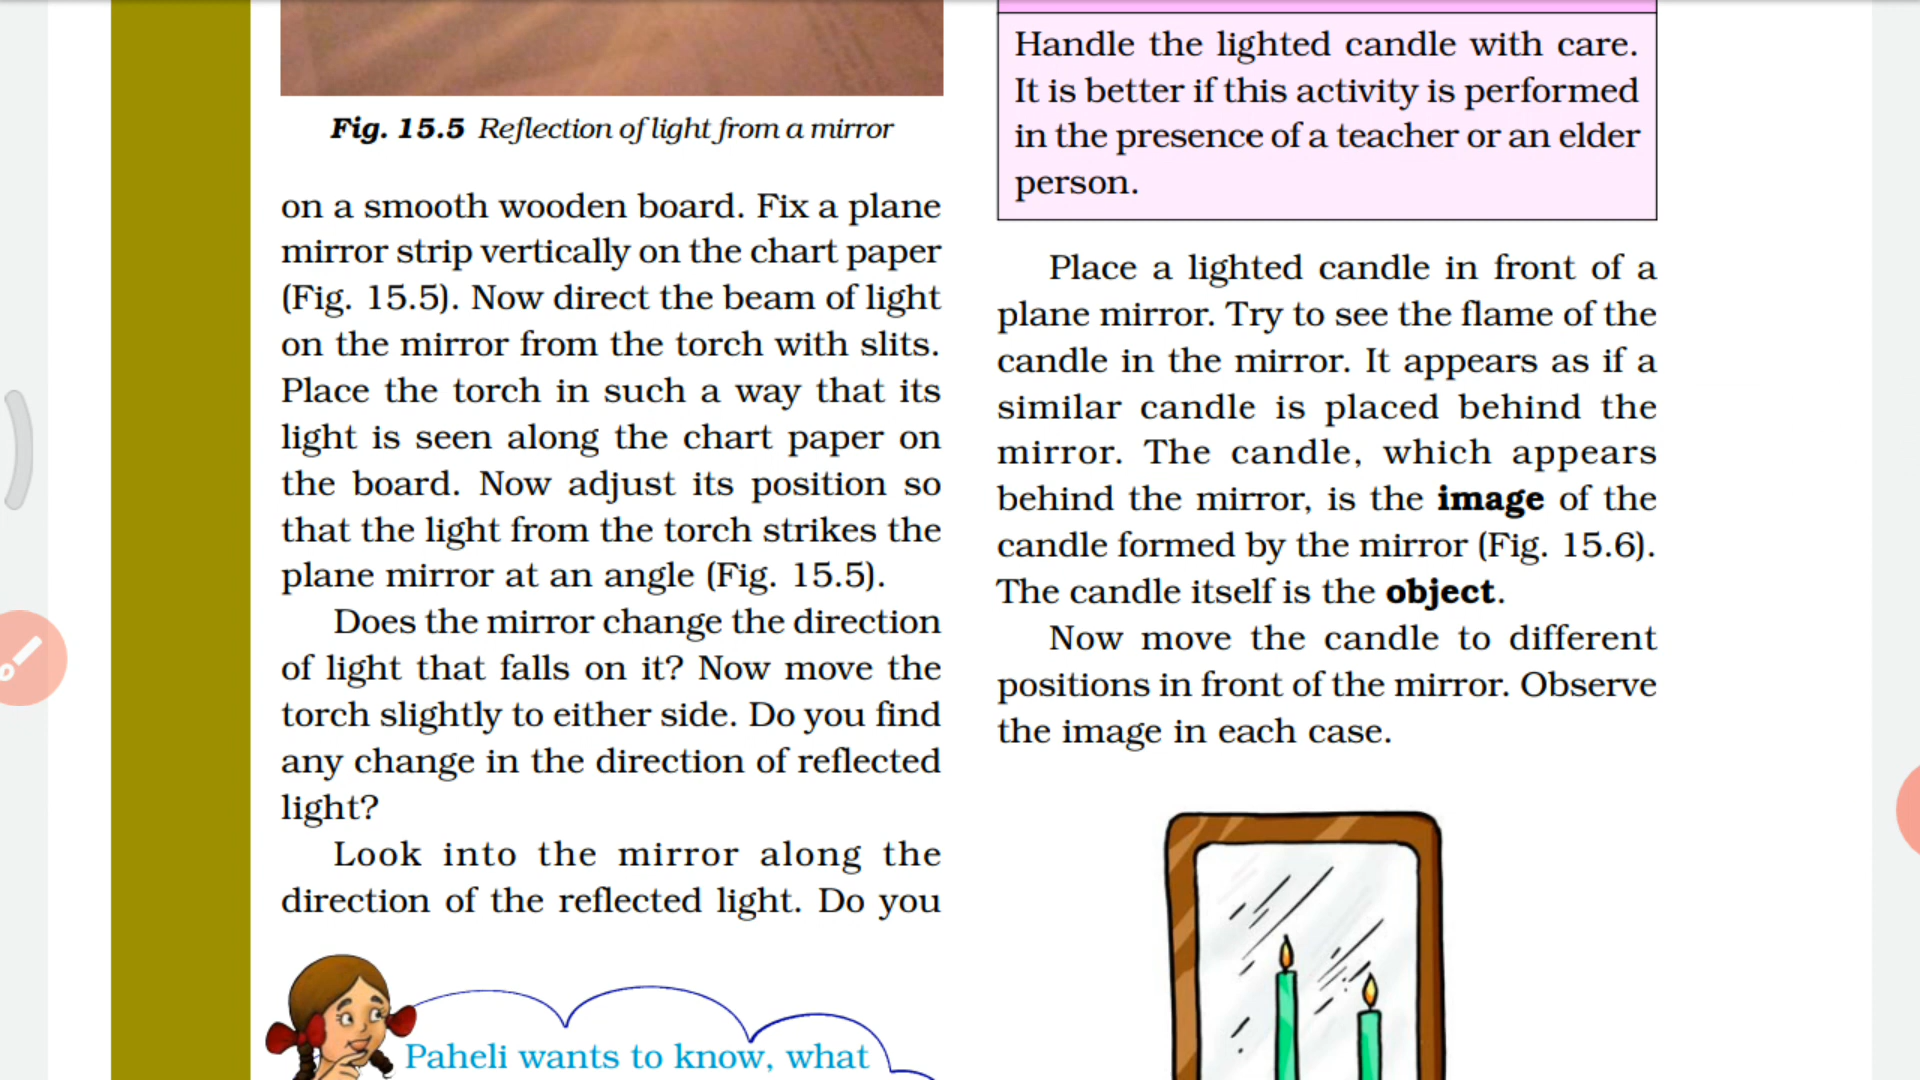 Fig. 15.5 Reflection of light from a mirror
on a smooth wooden board. Fix a plane
mirror strip vertically on the chart paper
(Fig. 15.5). Now direct the beam of light
on the mirror from the torch with slits.
Place the torch in such a way that its
light is seen along the chart paper on
the board. Now adjust its position so
that the light from the torch strikes the
plane mirror at an angle (Fig. 15.5).
Does the mirror change the direction
of light that falls on it? Now move the
torch slightly to either side. Do you find
any change in the direction of reflected
light?
Look into the mirror along the
direction of the reflected light. Do you
Paheli wants to know, what
Handle the lighted candle with care.
It is better if this activity is performed
in the presence of a teacher or an elder
person.
Place a lighted candle in front of a
plane mirror. Try to see the flame of the
candle in the mirror. It appears as if a
similar candle is placed behind the
mirror. The candle, which appears
behind the mirror, is the image of the
candle formed by the mirror (Fig. 15.6).
The candle itself is the object.
Now move the candle to different
positions in front of the mirror. Observe
the image in each case.